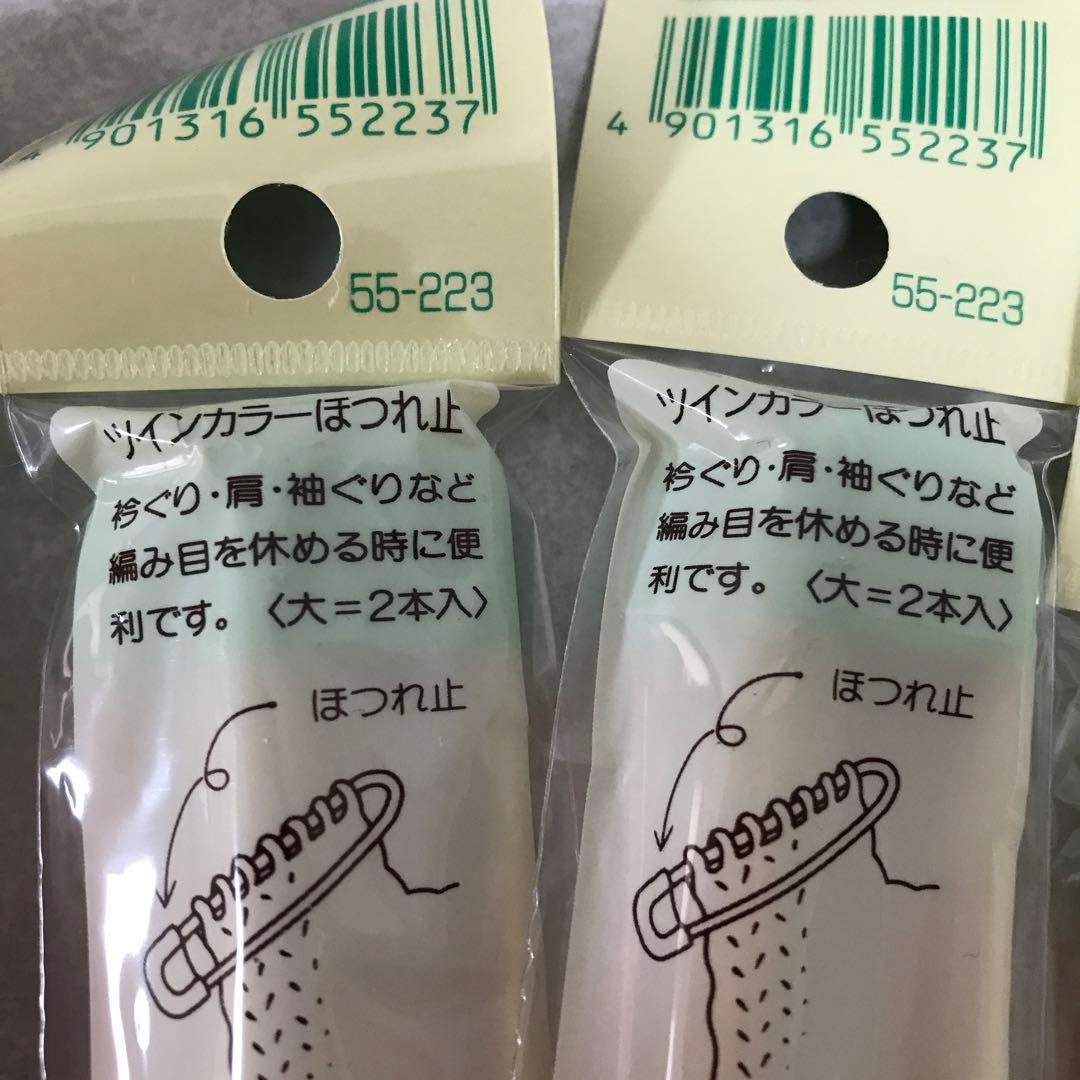 4 901316 552237
55-223
ツインカラーほつれ止
衿ぐり・肩・袖ぐりなど
編み目を休める時に便
利です。〈大=2本入〉
ほつれ止
4 901316 552237
55-223
ツインカラーほつれ止
衿ぐり・肩・袖ぐりなど
編み目を休める時に便
利です。〈大=2本入〉
ほつれ止